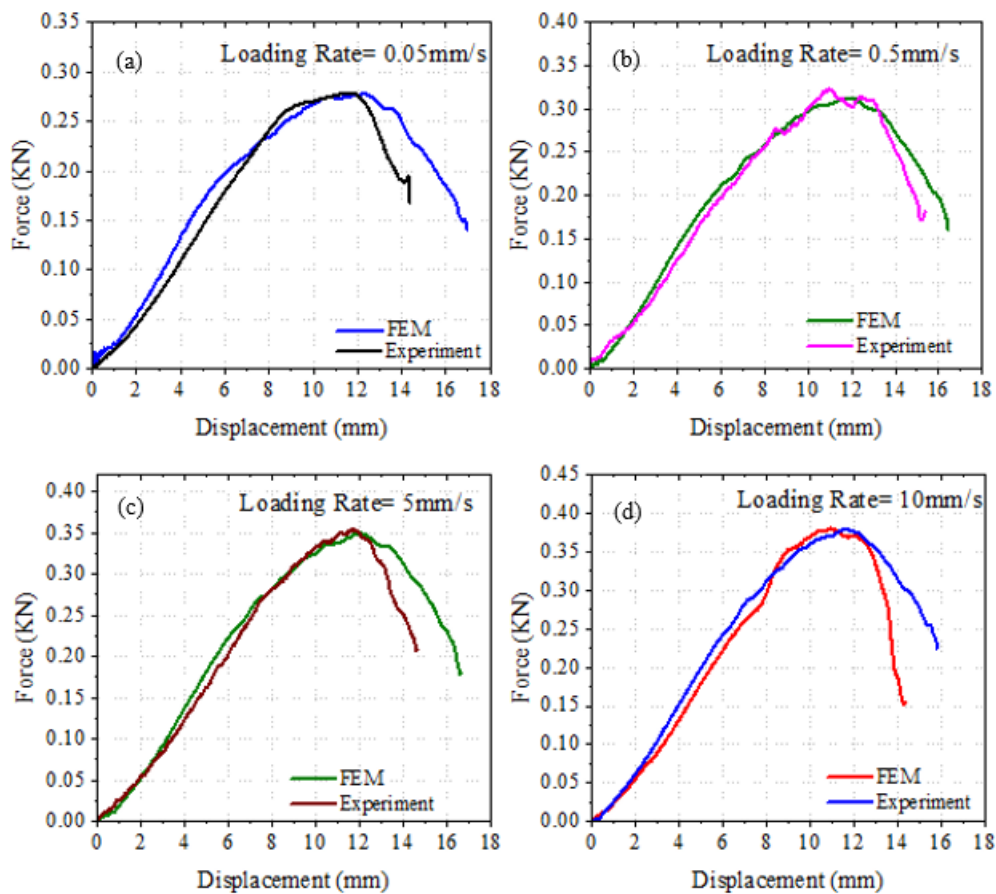 (a)
Loading Rate= 0.05mm/s
0.35
0.30
0.25
0.20
0.15
0.10
0.05
0.00
Force (KN)
FEM
Experiment
0 2 4 6 8 10 12 14 16 18
Displacement (mm)
(b)
Loading Rate= 0.5mm/s
0.40
0.35
0.30
0.25
0.20
0.15
0.10
0.05
0.00
Force (KN)
FEM
Experiment
0 2 4 6 8 10 12 14 16 18
Displacement (mm)
(c)
Loading Rate= 5mm/s
0.40
0.35
0.30
0.25
0.20
0.15
0.10
0.05
0.00
Force (KN)
FEM
Experiment
0 2 4 6 8 10 12 14 16 18
Displacement (mm)
(d)
Loading Rate= 10mm/s
0.45
0.40
0.35
0.30
0.25
0.20
0.15
0.10
0.05
0.00
Force (KN)
FEM
Experiment
0 2 4 6 8 10 12 14 16 18
Displacement (mm)